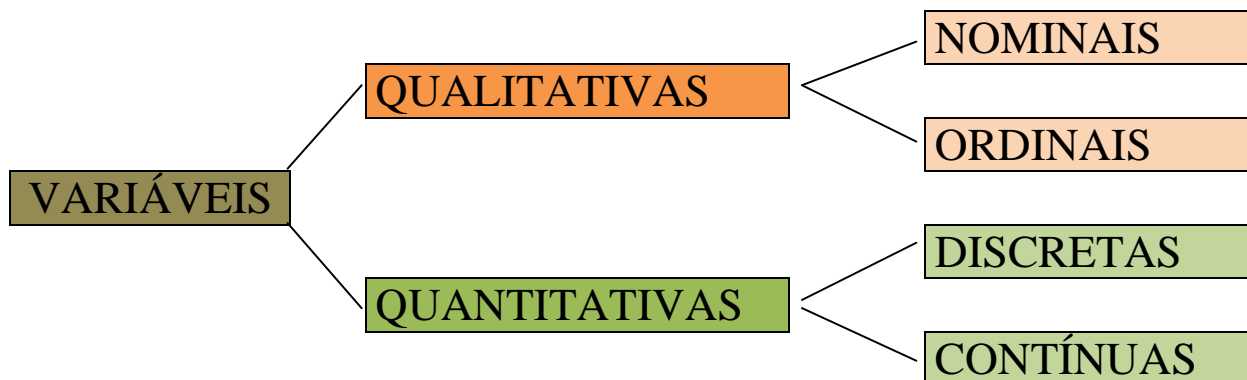 VARIÁVEIS
QUALITATIVAS
NOMINAIS
ORDINAIS
QUANTITATIVAS
DISCRETAS
CONTÍNUAS